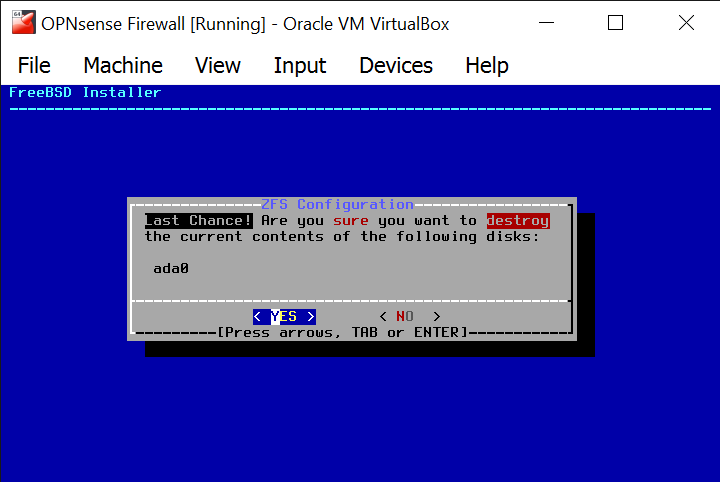 OPNsense Firewall [Running] - Oracle VM VirtualBox
File Machine View Input Devices Help
FreeBSD Installer
ZFS Configuration
Last Chance! Are you sure you want to destroy
the current contents of the following disks:
ada0
< YES > < NO >
[Press arrows, TAB or ENTER]